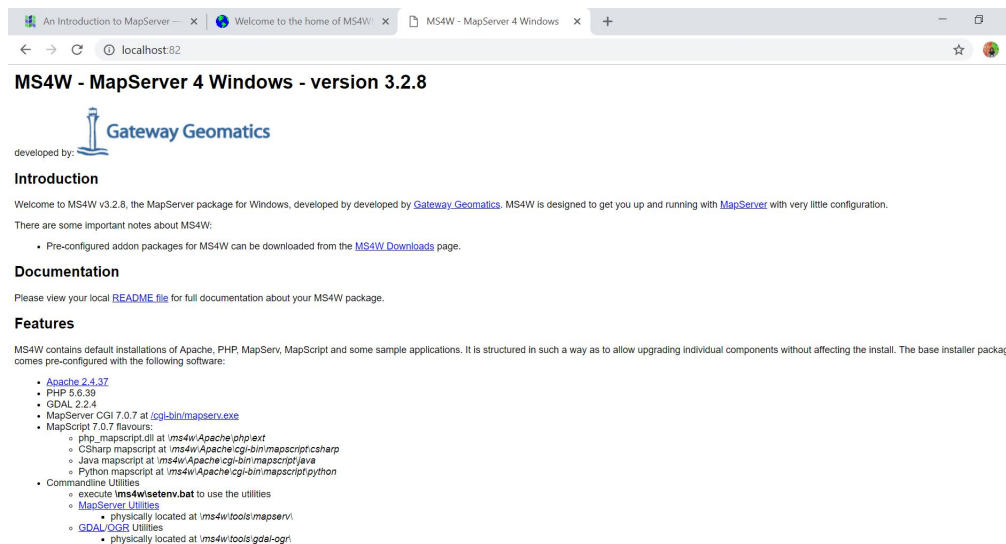 An Introduction to MapServer —
Welcome to the home of MS4W!
MS4W - MapServer 4 Windows
localhost:82
MS4W - MapServer 4 Windows - version 3.2.8
Gateway Geomatics
developed by:
Introduction
Welcome to MS4W v3.2.8, the MapServer package for Windows, developed by developed by Gateway Geomatics. MS4W is designed to get you up and running with MapServer with very little configuration.
There are some important notes about MS4W:
• Pre-configured addon packages for MS4W can be downloaded from the MS4W Downloads page.
Documentation
Please view your local README file for full documentation about your MS4W package.
Features
MS4W contains default installations of Apache, PHP, MapServ, MapScript and some sample applications. It is structured in such a way as to allow upgrading individual components without affecting the install. The base installer packag
comes pre-configured with the following software:
• Apache 2.4.37
• PHP 5.6.39
• GDAL 2.2.4
• MapServer CGI 7.0.7 at /cgi-bin/mapserv.exe
• MapScript 7.0.7 flavours:
◦ php_mapscript.dll at \ms4w\Apache\php\ext
◦ CSharp mapscript at \ms4w\Apache\cgi-bin\mapscript\csharp
◦ Java mapscript at \ms4w\Apache\cgi-bin\mapscript\java
◦ Python mapscript at \ms4w\Apache\cgi-bin\mapscript\python
• Commandline Utilities
◦ execute \ms4w\setenv.bat to use the utilities
◦ MapServer Utilities
▪ physically located at \ms4w\tools\mapserv\
◦ GDAL/OGR Utilities
▪ physically located at \ms4w\tools\gdal-ogr\